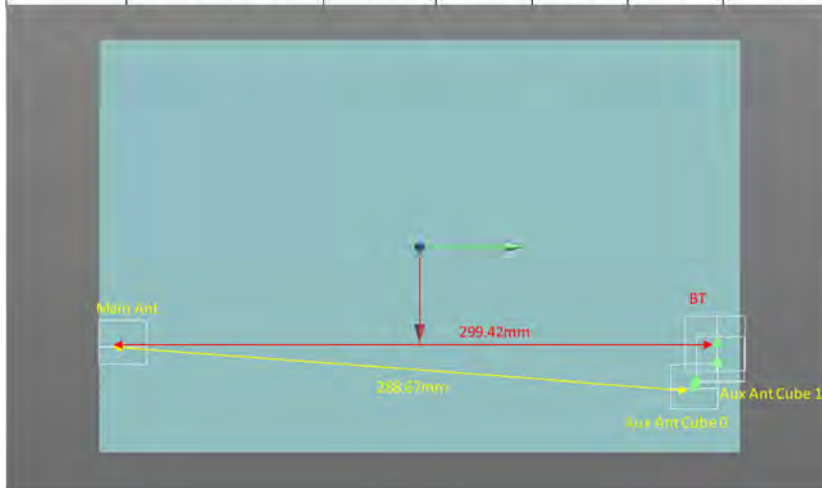 Main Ant
BT
299.42mm
288.67mm
Aux Ant Cube 1
Aux Ant Cube 0